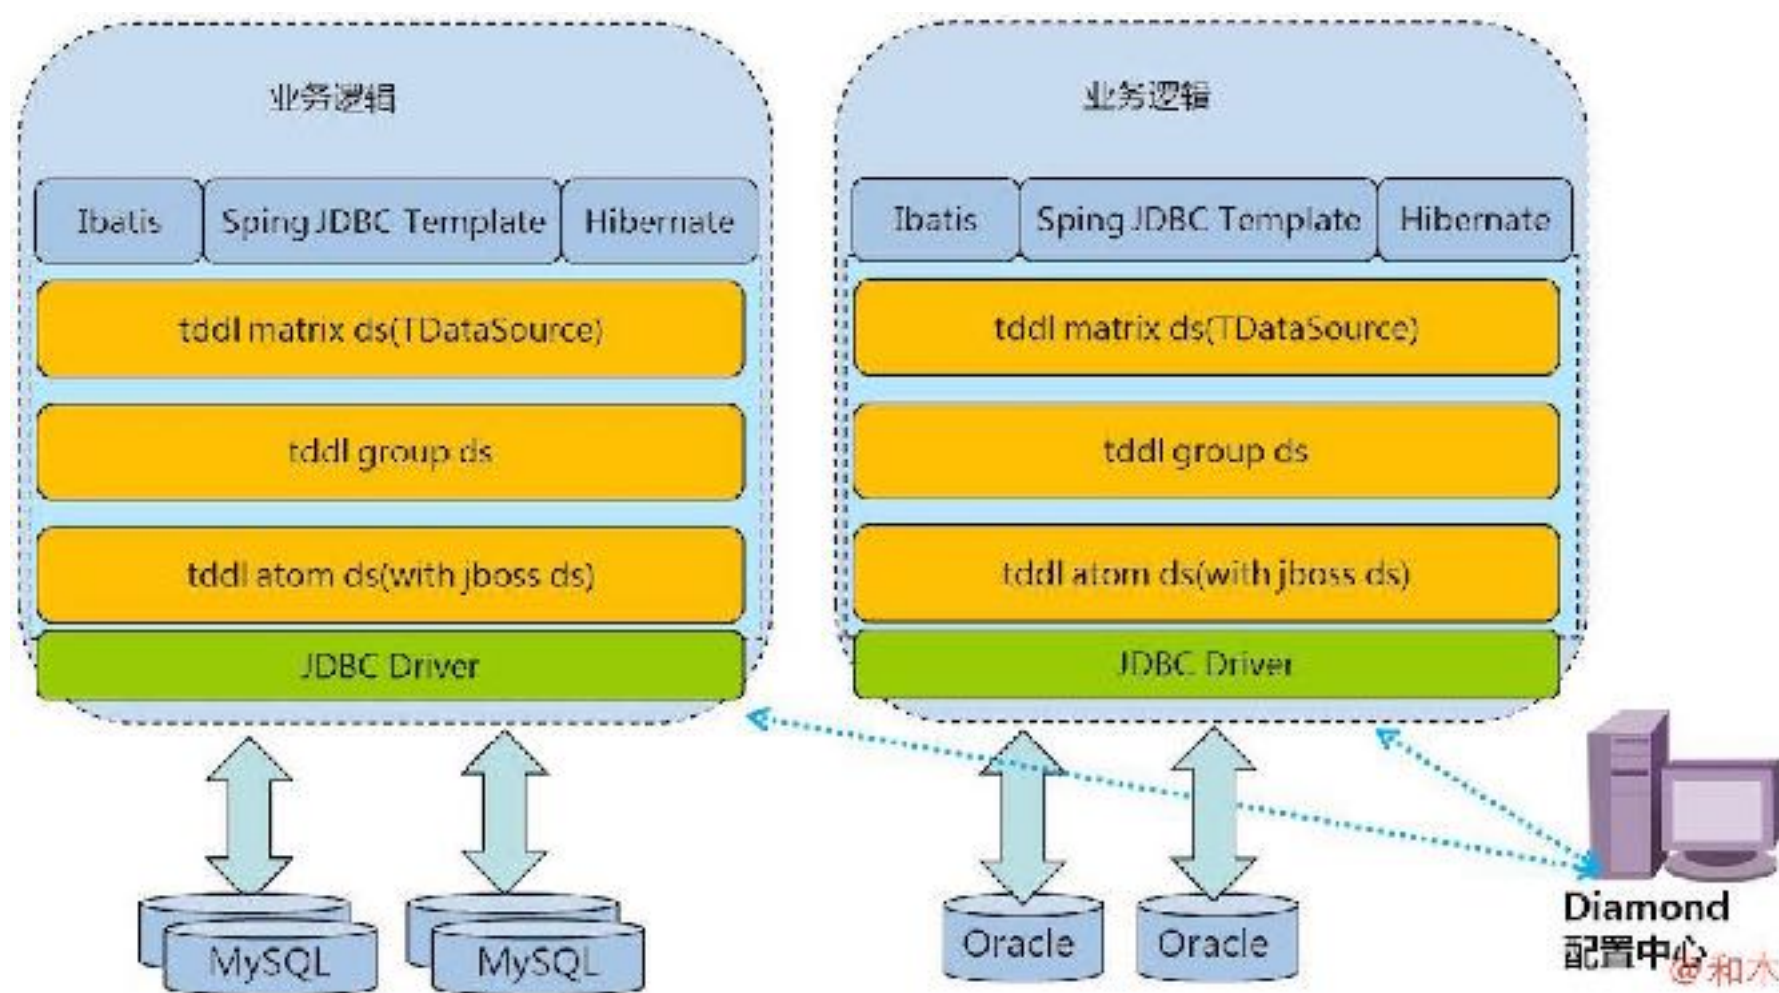 业务逻辑
Ibatis
Sping JDBC Template
Hibernate
tddl matrix ds(TDataSource)
tddl group ds
tddl atom ds(with jboss ds)
JDBC Driver
MySQL
MySQL
业务逻辑
Ibatis
Sping JDBC Template
Hibernate
tddl matrix ds(TDataSource)
tddl group ds
tddl atom ds(with jboss ds)
JDBC Driver
Oracle
Oracle
Diamond
配置中心
@和木